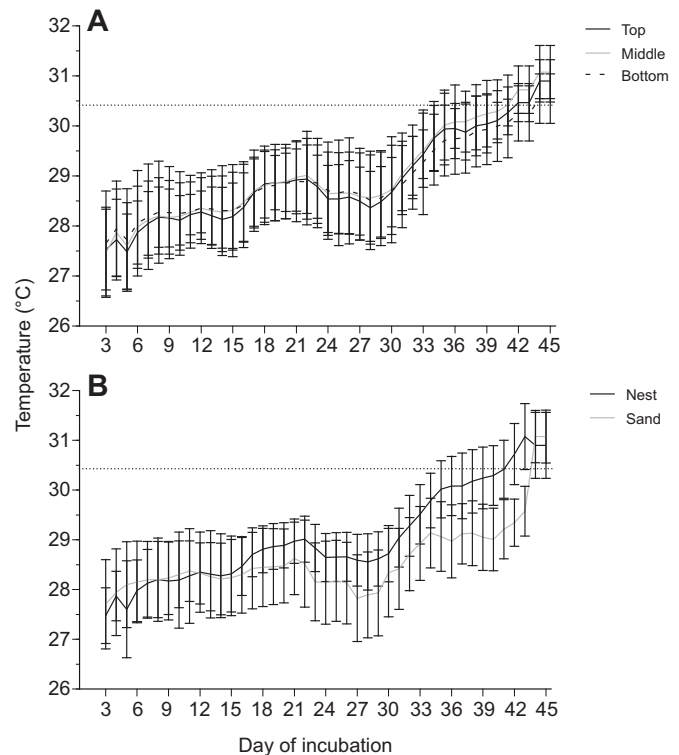 A
32
31
30
29
28
27
26
3 6 9 12 15 18 21 24 27 30 33 36 39 42 45
Top
Middle
Bottom
Temperature (°C)
B
32
31
30
29
28
27
26
3 6 9 12 15 18 21 24 27 30 33 36 39 42 45
Nest
Sand
Day of incubation